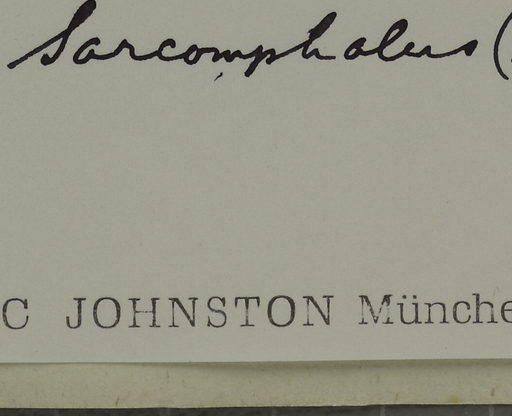 Sarcomphalus (
C JOHNSTON Münche